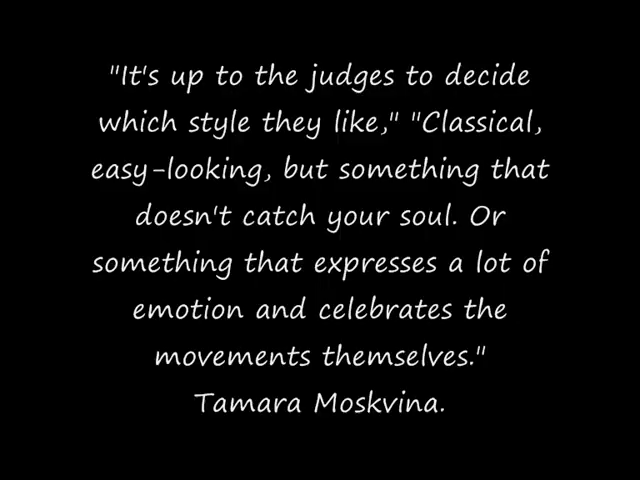 "It's up to the judges to decide
which style they like," "Classical,
easy-looking, but something that
doesn't catch your soul. Or
something that expresses a lot of
emotion and celebrates the
movements themselves."
Tamara Moskvina.